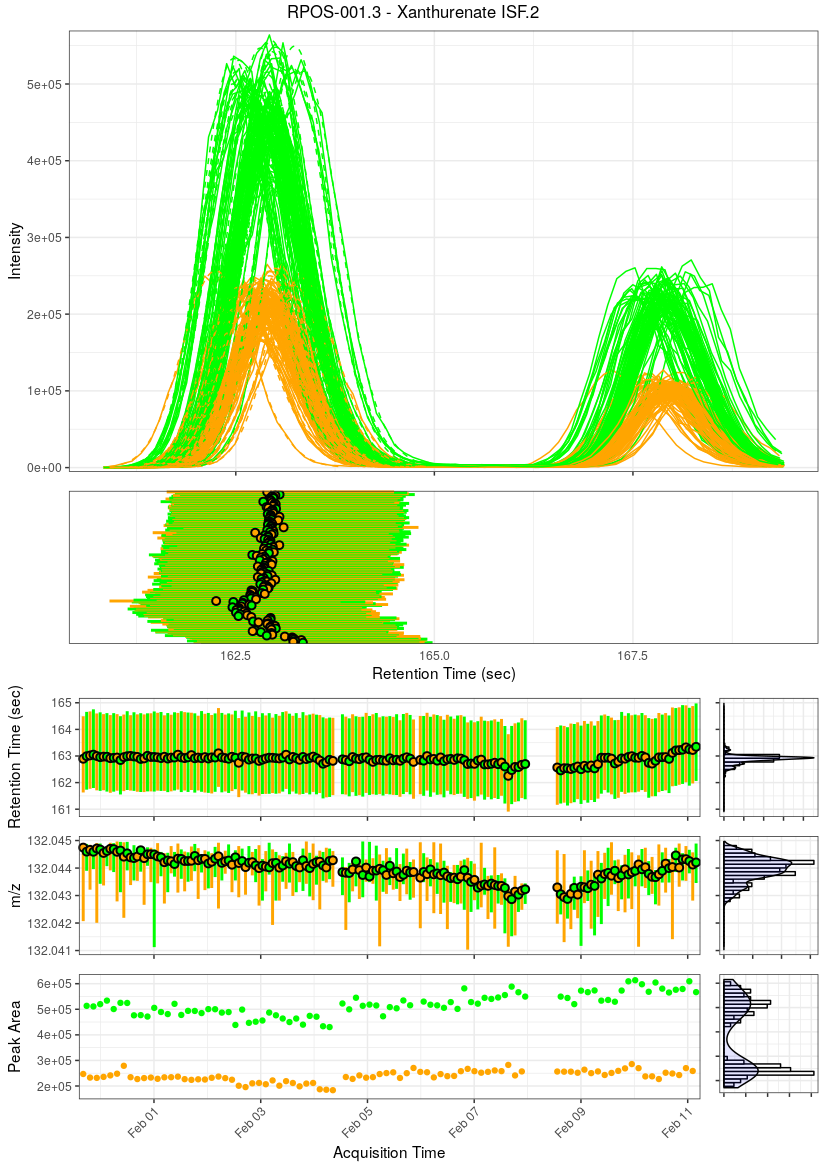 RPOS-001.3 - Xanthurenate ISF.2
Intensity
5e+05
4e+05
3e+05
2e+05
1e+05
0e+00
162.5
165.0
167.5
Retention Time (sec)
Retention Time (sec)
165
164
163
162
161
m/z
132.045
132.044
132.043
132.042
132.041
Peak Area
6e+05
5e+05
4e+05
3e+05
2e+05
Feb 01
Feb 03
Feb 05
Feb 07
Feb 09
Feb 11
Acquisition Time